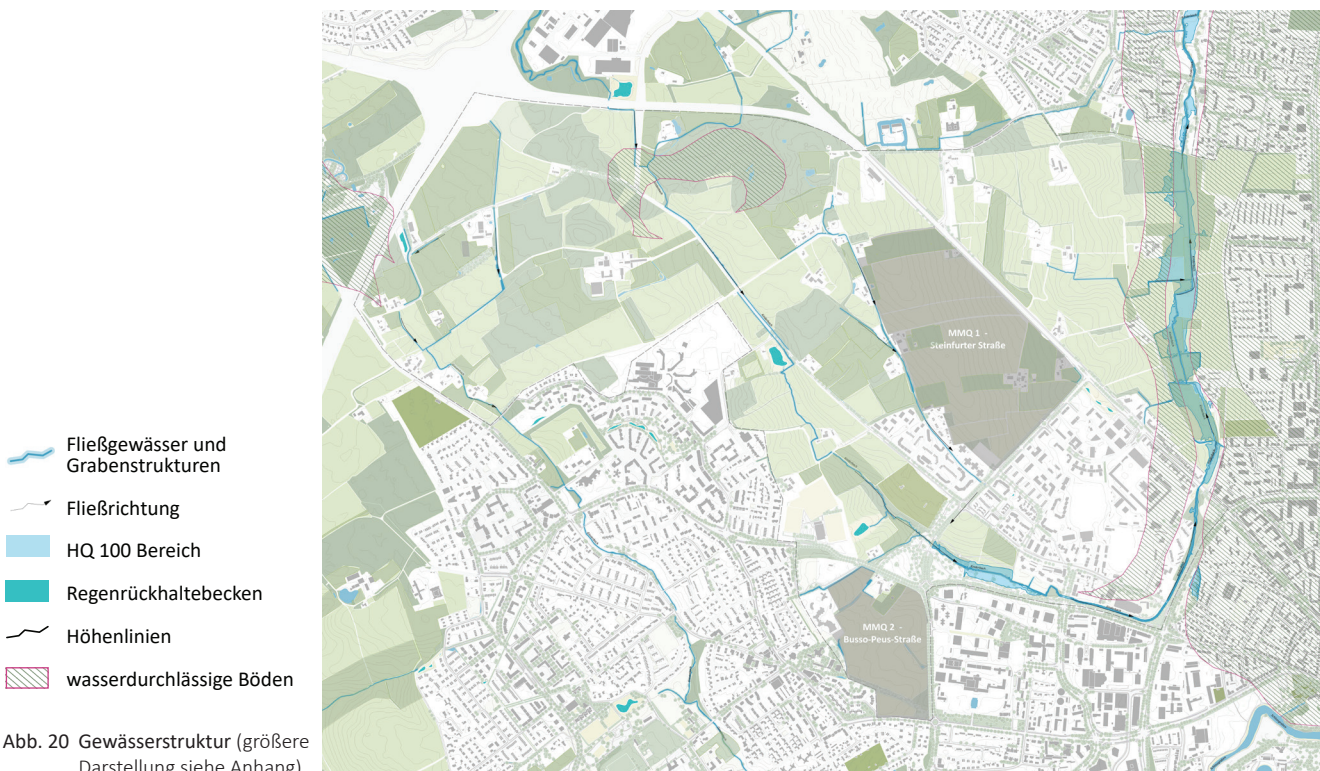 MMQ 1 -
Steinfurter Straße
MMQ 2 -
Busso-Peus-Straße
Fließgewässer und
Grabenstrukturen
Fließrichtung
HQ 100 Bereich
Regenrückhaltebecken
Höhenlinien
wasserdurchlässige Böden
Abb. 20 Gewässerstruktur (größere
Darstellung siehe Anhang)